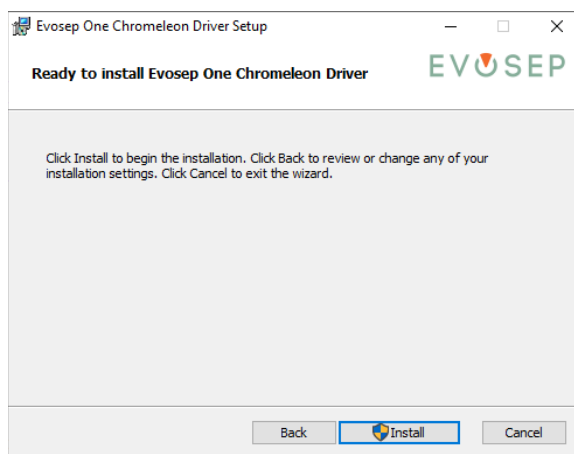 Evosep One Chromeleon Driver Setup
Ready to install Evosep One Chromeleon Driver
EVOSEP
Click Install to begin the installation. Click Back to review or change any of your
installation settings. Click Cancel to exit the wizard.
Back
Install
Cancel